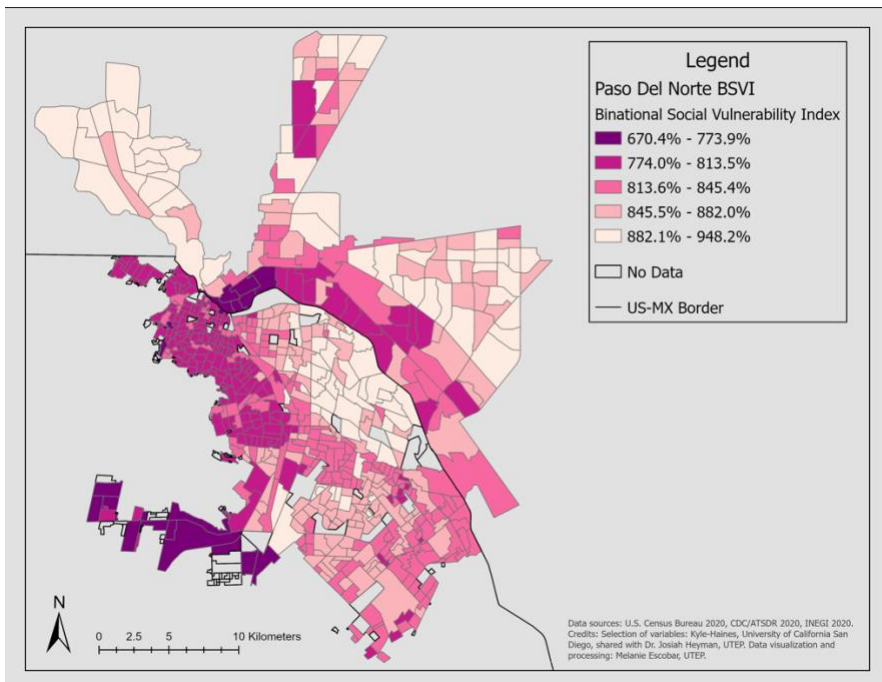 Legend
Paso Del Norte BSVI
Binational Social Vulnerability Index
670.4% - 773.9%
774.0% - 813.5%
813.6% - 845.4%
845.5% - 882.0%
882.1% - 948.2%
No Data
US-MX Border
N
0 2.5 5 10 Kilometers
Data sources: U.S. Census Bureau 2020, CDC/ATSDR 2020, INEGI 2020.
Credits: Selection of variables: Kyle-Haines, University of California San
Diego, shared with Dr. Josiah Heyman, UTEP. Data visualization and
processing: Melanie Escobar, UTEP.